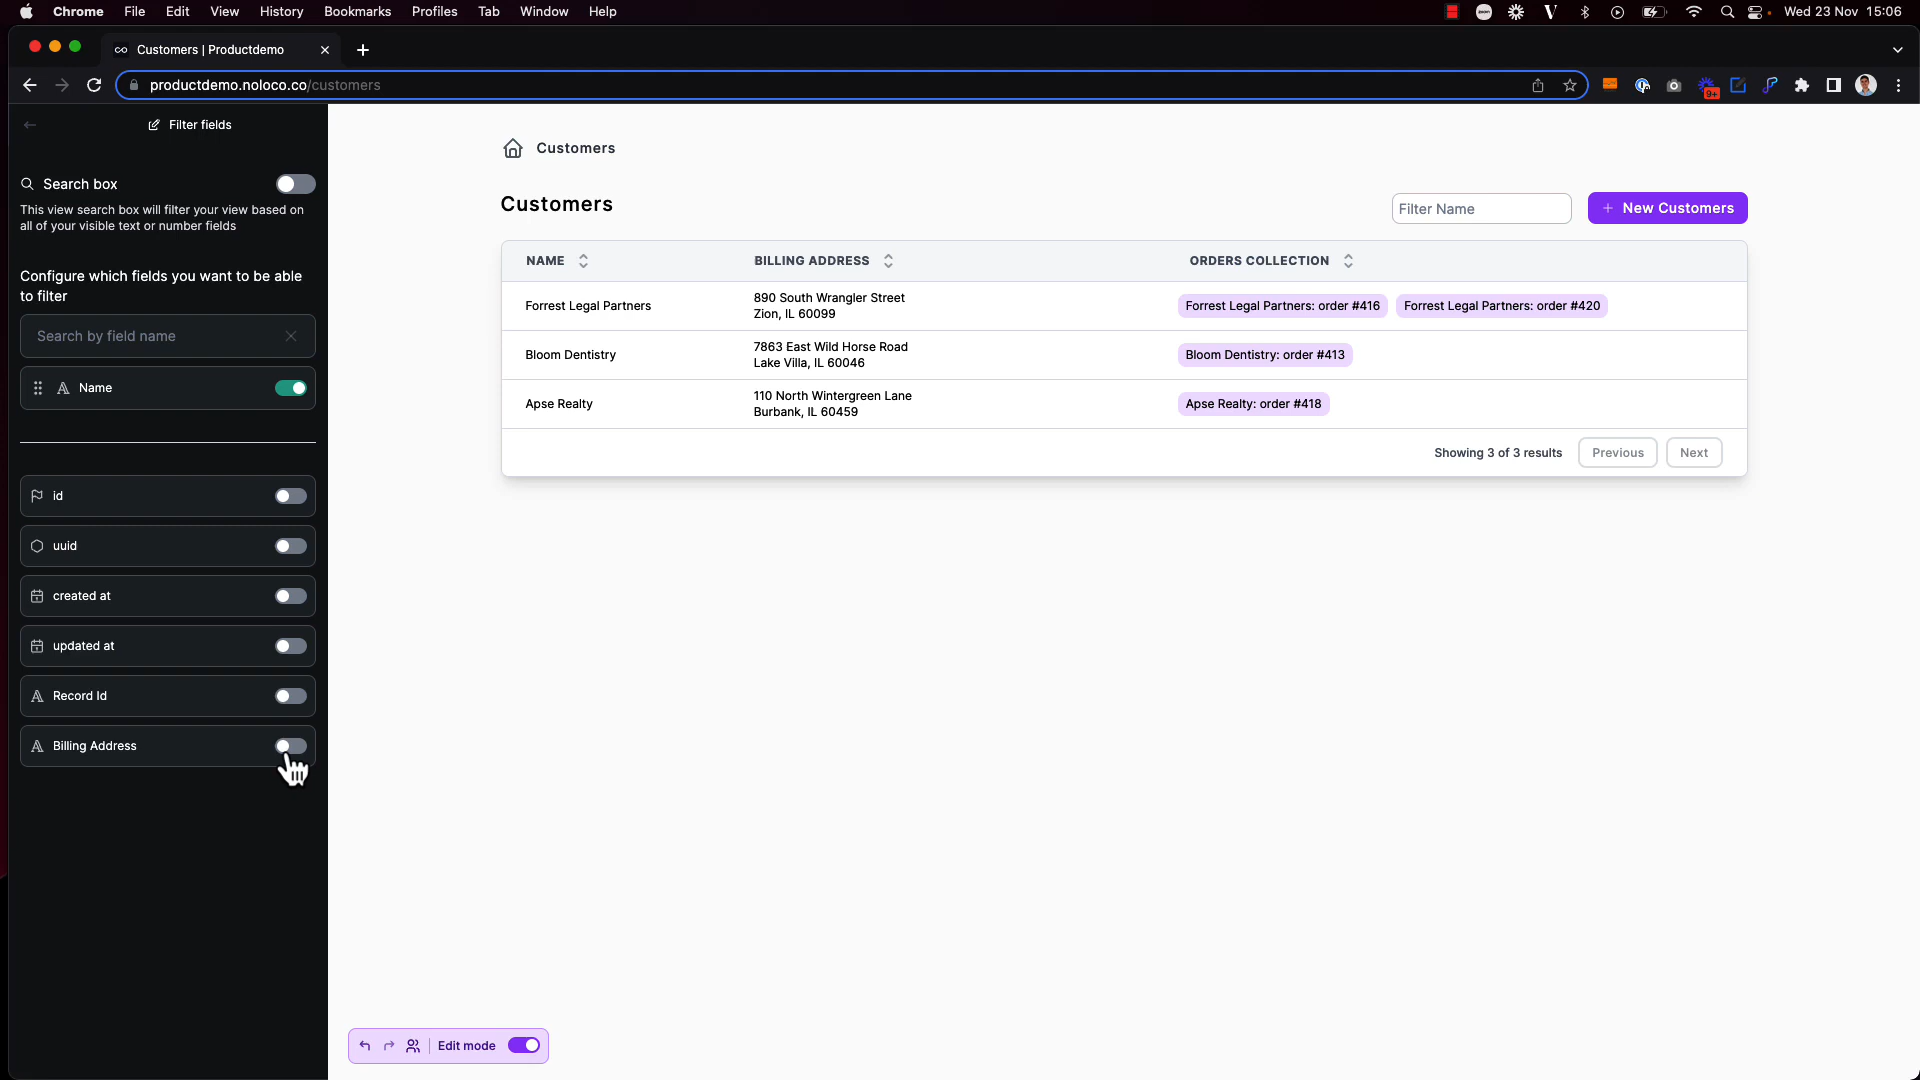 Chrome File Edit View History Bookmarks Profiles Tab Window Help
Wed 23 Nov 15:06
Customers | Productdemo
productdemo.noloco.co/customers
9+
Filter fields
Search box
This view search box will filter your view based on
all of your visible text or number fields
Configure which fields you want to be able
to filter
Search by field name
Name
id
uuid
created at
updated at
Record Id
Billing Address
Customers
Customers
Filter Name
+ New Customers
NAME BILLING ADDRESS ORDERS COLLECTION
Forrest Legal Partners
890 South Wrangler Street
Zion, IL 60099
Forrest Legal Partners: order #416 Forrest Legal Partners: order #420
Bloom Dentistry
7863 East Wild Horse Road
Lake Villa, IL 60046
Bloom Dentistry: order #413
Apse Realty
110 North Wintergreen Lane
Burbank, IL 60459
Apse Realty: order #418
Showing 3 of 3 results Previous Next
Edit mode